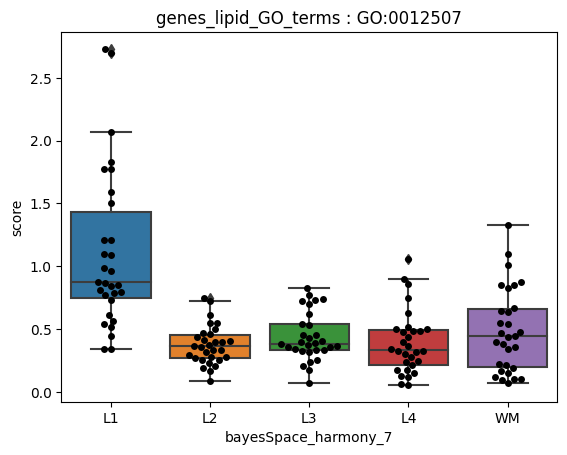 genes_lipid_GO_terms : GO:0012507
score
2.5
2.0
1.5
1.0
0.5
0.0
L1 L2 L3 L4 WM
bayesSpace_harmony_7